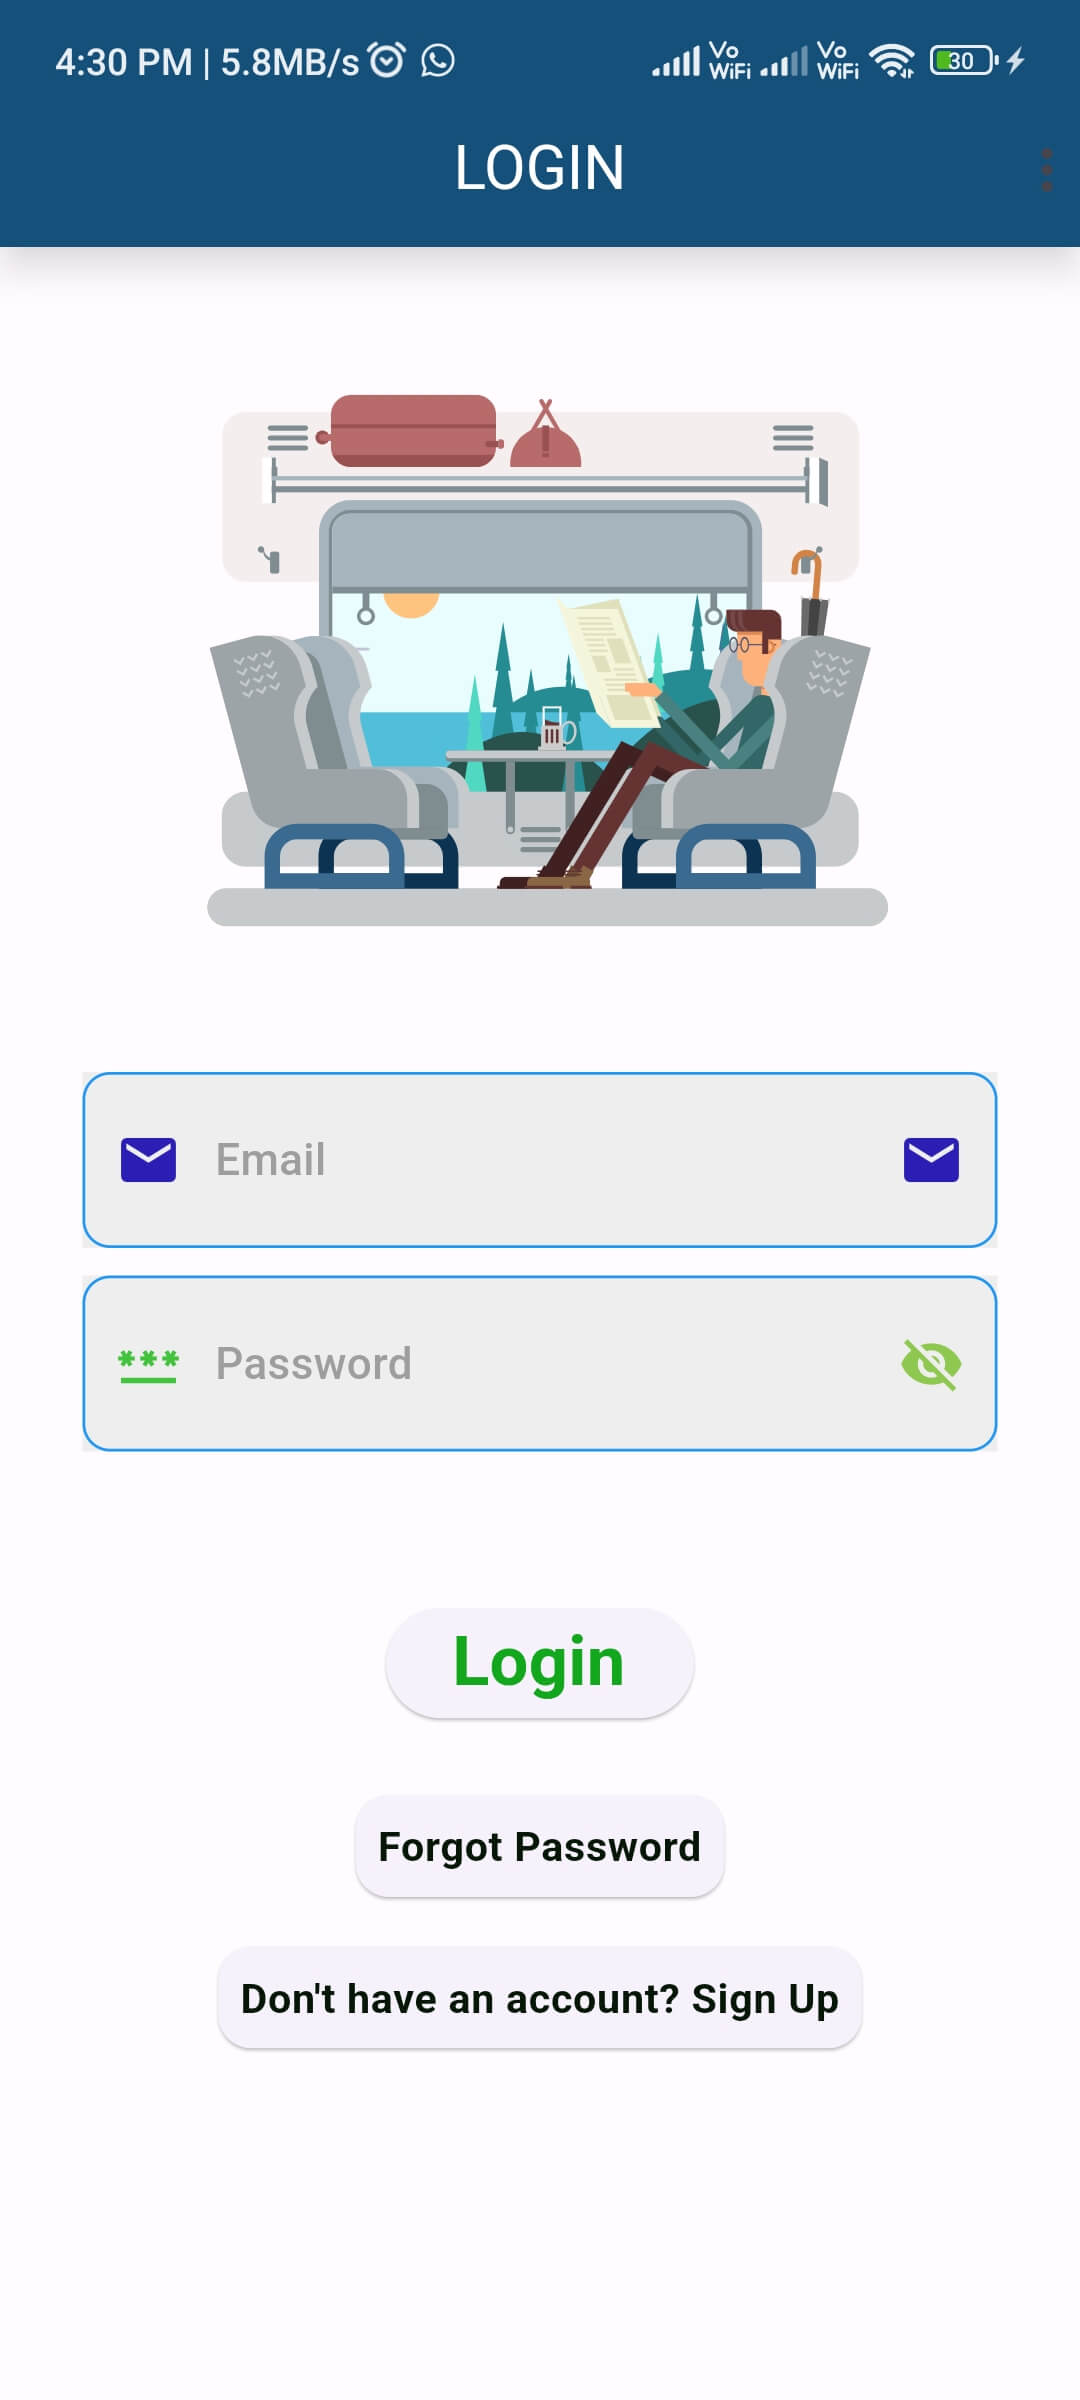 4:30 PM | 5.8MB/s Vo WiFi Vo WiFi 30
LOGIN
Email
*** Password
Login
Forgot Password
Don't have an account? Sign Up